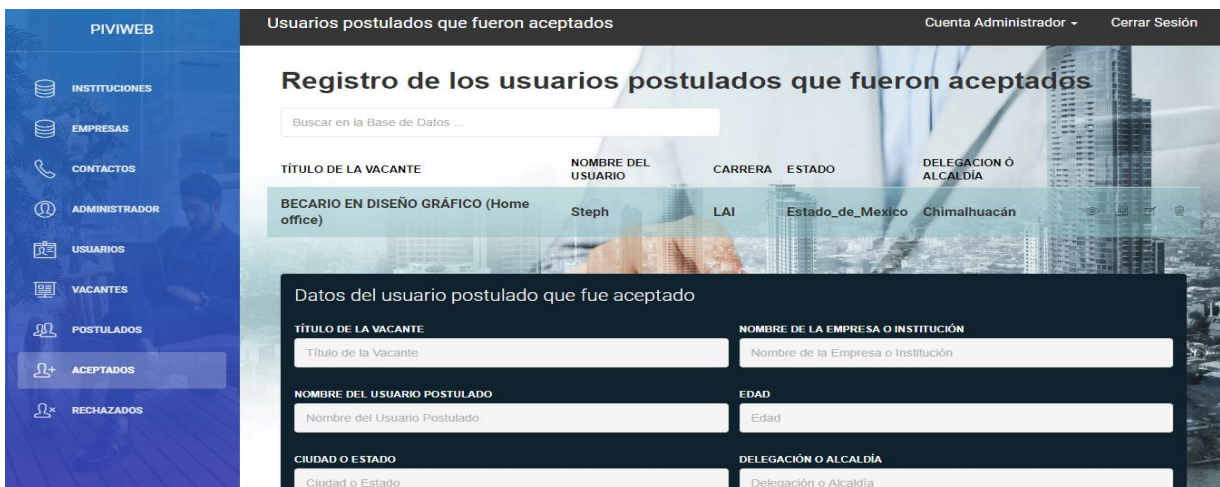 PIVIWEB
Usuarios postulados que fueron aceptados
Cuenta Administrador
Cerrar Sesión
INSTITUCIONES
EMPRESAS
CONTACTOS
ADMINISTRADOR
USUARIOS
VACANTES
POSTULADOS
ACEPTADOS
RECHAZADOS
Registro de los usuarios postulados que fueron aceptados
Buscar en la Base de Datos ...
TÍTULO DE LA VACANTE
NOMBRE DEL
USUARIO
CARRERA
ESTADO
DELEGACION Ó
ALCALDÍA
BECARIO EN DISEÑO GRÁFICO (Home
office)
Steph
LAI
Estado_de_Mexico
Chimalhuacán
Datos del usuario postulado que fue aceptado
TÍTULO DE LA VACANTE
NOMBRE DE LA EMPRESA O INSTITUCIÓN
Título de la Vacante
Nombre de la Empresa o Institución
NOMBRE DEL USUARIO POSTULADO
EDAD
Nombre del Usuario Postulado
Edad
CIUDAD O ESTADO
DELEGACIÓN O ALCALDÍA
Ciudad o Estado
Delegación o Alcaldía